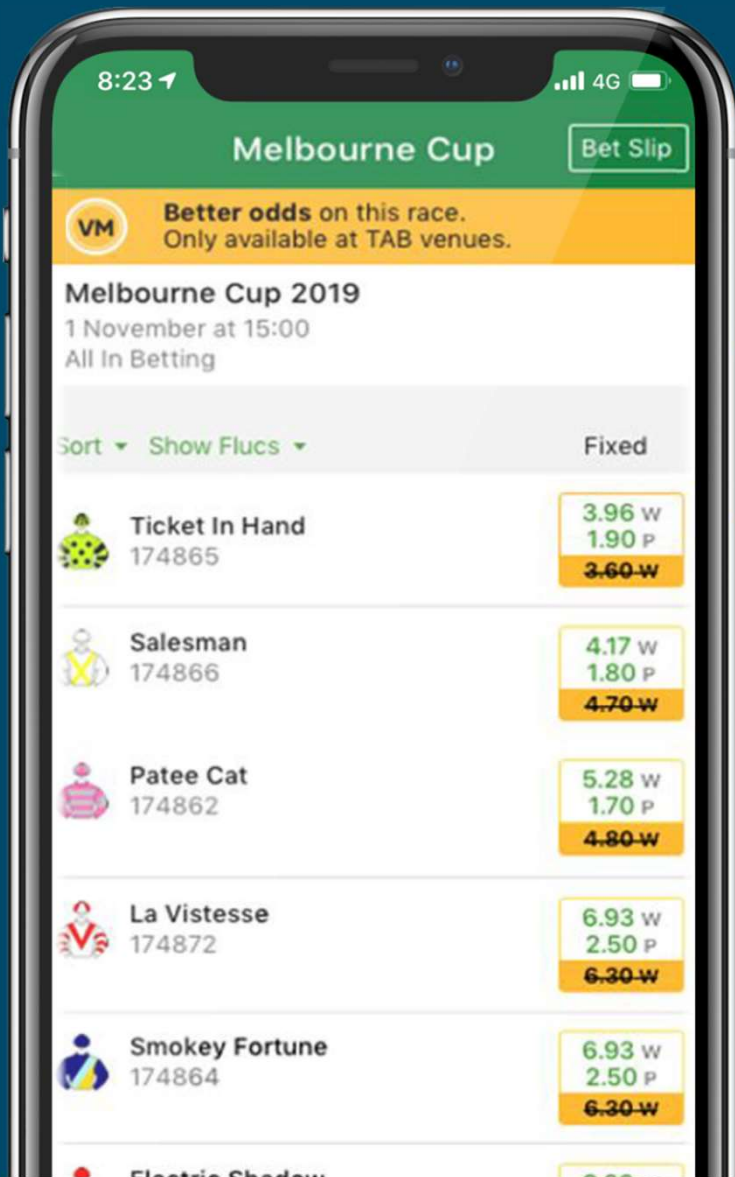 8:23
4G
Melbourne Cup
Bet Slip
VM
Better odds on this race.
Only available at TAB venues.
Melbourne Cup 2019
1 November at 15:00
All In Betting
Sort
Show Flucs
Fixed
Ticket In Hand
174865
3.96 W
1.90 P
3.60 W
Salesman
174866
4.17 W
1.80 P
4.70 W
Patee Cat
174862
5.28 W
1.70 P
4.80 W
La Vistesse
174872
6.93 W
2.50 P
6.30 W
Smokey Fortune
174864
6.93 W
2.50 P
6.30 W
Electric Shadow